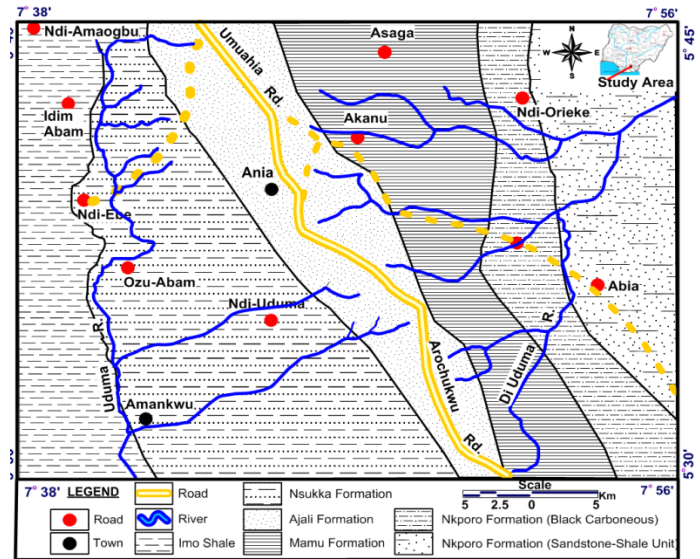 7° 38'
7° 56'
Ndi-Amaogbu
Asaga
5° 45'
Umuahia
Rd.
W
N
E
S
Study Area
Idim
Abam
Akanu
Ndi-Orieke
Ania
Ndi-Ebe
Ozu-Abam
Ndi-Uduma
Abia
R.
Uduma
R.
Arochukwu
Di Uduma
Amankwu
Rd.
5° 30'
7° 38'
LEGEND
Road
Nsukka Formation
Scale
5
2.5
0
5
Km
7° 56'
Road
River
Ajali Formation
Nkporo Formation (Black Carboneous)
Town
Imo Shale
Mamu Formation
Nkporo Formation (Sandstone-Shale Unit)